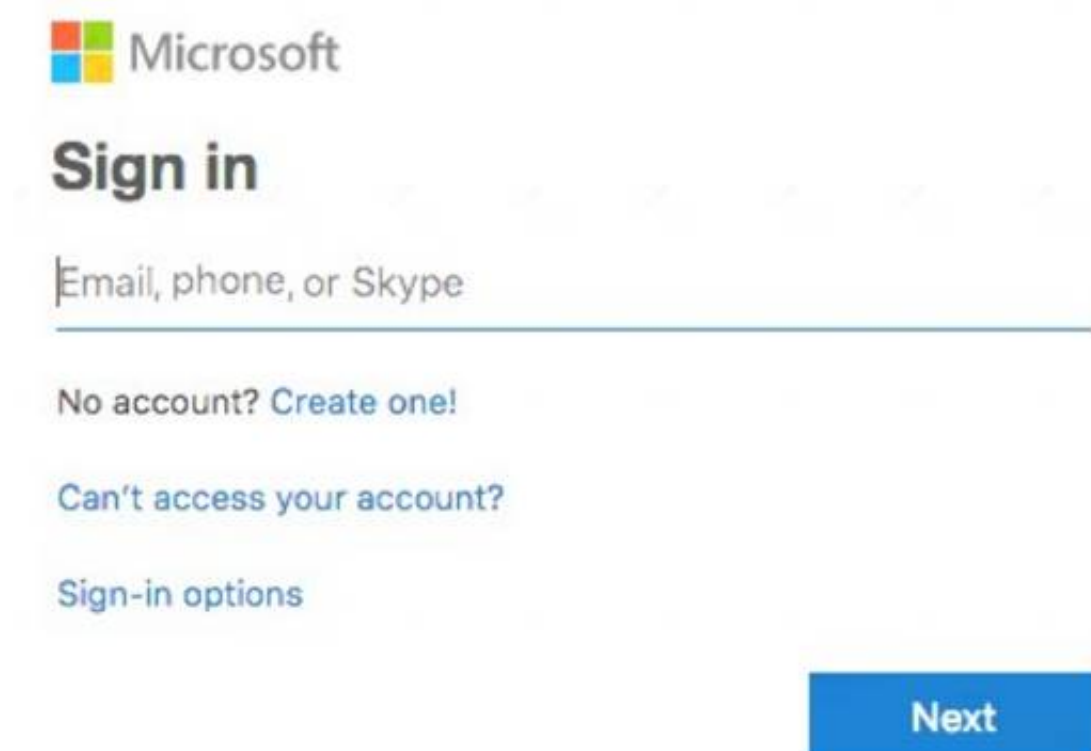 Microsoft
Sign in
Email, phone, or Skype
No account? Create one!
Can't access your account?
Sign-in options
Next